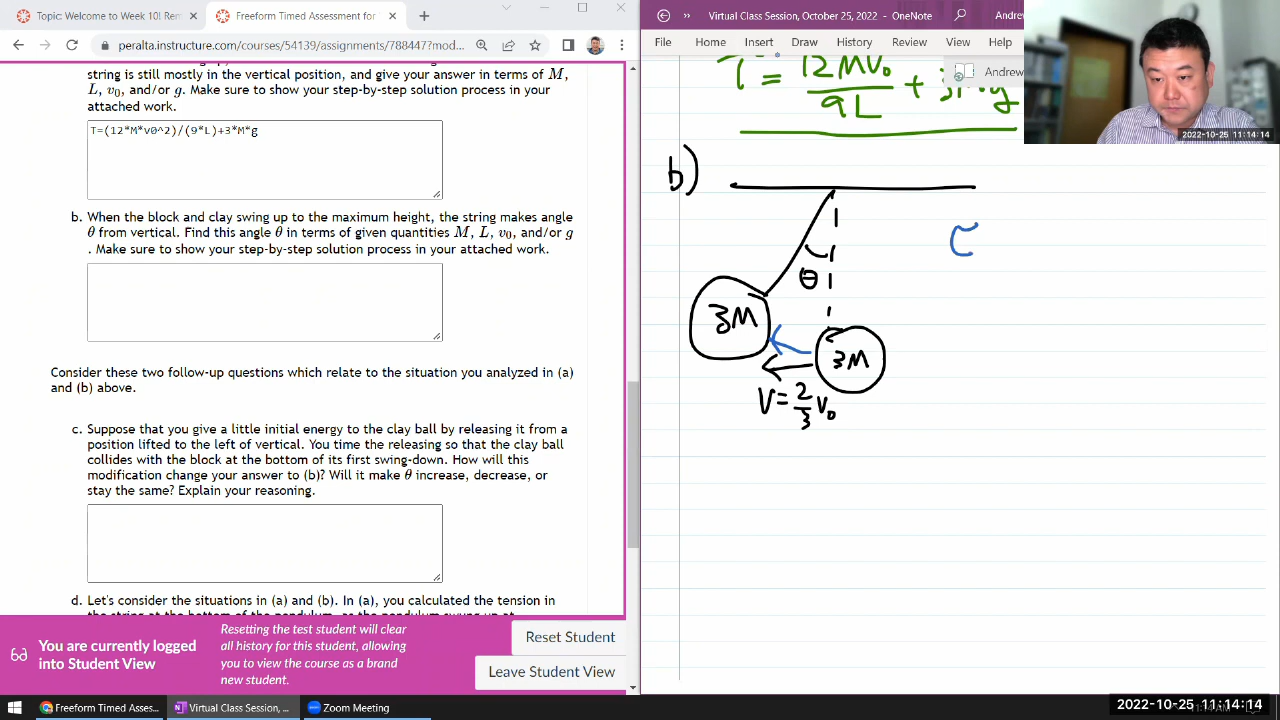 Topic: Welcome to Week 10! Rem
Freeform Timed Assessment for
peralta.instructure.com/courses/54139/assignments/788447?mod...
string is still mostly in the vertical position, and give your answer in terms of M,
L, v0, and/or g. Make sure to show your step-by-step solution process in your
attached work.
T=(12*M*v0^2)/(9*L)+3*M*g
b. When the block and clay swing up to the maximum height, the string makes angle
θ from vertical. Find this angle θ in terms of given quantities M, L, v0, and/or g
. Make sure to show your step-by-step solution process in your attached work.
Consider these two follow-up questions which relate to the situation you analyzed in (a)
and (b) above.
c. Suppose that you give a little initial energy to the clay ball by releasing it from a
position lifted to the left of vertical. You time the releasing so that the clay ball
collides with the block at the bottom of its first swing-down. How will this
modification change your answer to (b)? Will it make θ increase, decrease, or
stay the same? Explain your reasoning.
d. Let's consider the situations in (a) and (b). In (a), you calculated the tension in
You are currently logged
into Student View
Resetting the test student will clear
all history for this student, allowing
you to view the course as a brand
new student.
Reset Student
Leave Student View
Virtual Class Session, October 25, 2022 - OneNote
Andrew
File Home Insert Draw History Review View Help
Andrew
T = 12MV0 / 9L +
b)
θ
3M
3M
V = 2/3 v0
2022-10-25 11:14:14
Freeform Timed Asses...
Virtual Class Session, ...
Zoom Meeting
2022-10-25 11:14:14